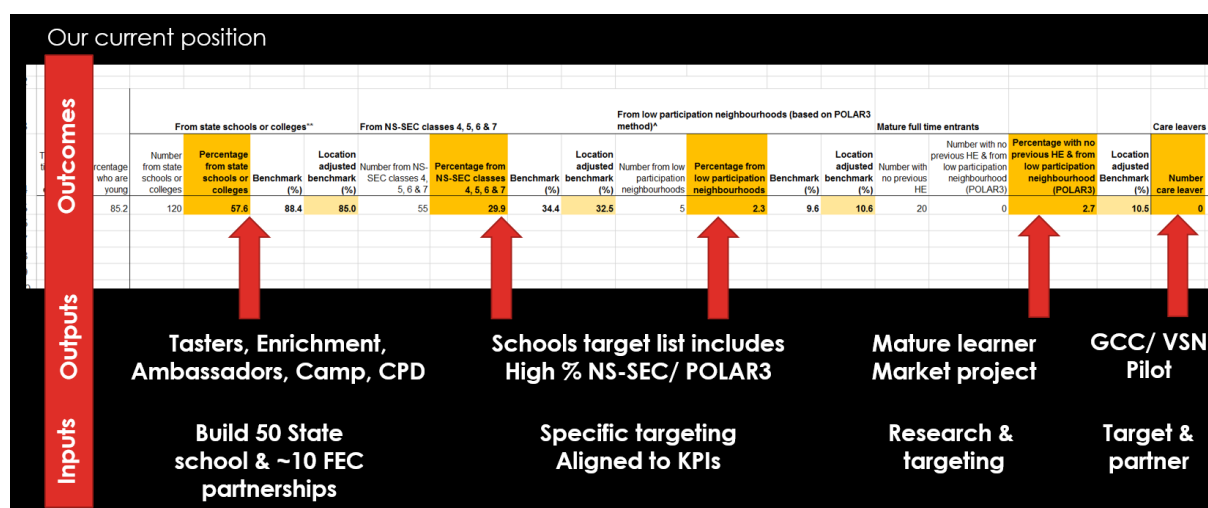 Our current position
Outcomes
From state schools or colleges**
From NS-SEC classes 4, 5, 6 & 7
From low participation neighbourhoods (based on POLAR3
method)^
Mature full time entrants
Care leavers
who are
young
Number
from state
schools or
colleges
Percentage
from state
schools or
colleges
Benchmark
(%)
Location
adjusted
benchmark
(%)
Number from NS-
SEC classes 4,
5, 6 & 7
Percentage from
NS-SEC classes
4, 5, 6 & 7
Benchmark
(%)
Location
adjusted
benchmark
(%)
Number from low
participation
neighbourhoods
Percentage from
low participation
neighbourhoods
Benchmark
(%)
Location
adjusted
benchmark
(%)
Number with
no previous
HE
Number with no
previous HE & from
low participation
neighbourhood
(POLAR3)
Percentage with no
previous HE & from
low participation
neighbourhood
(POLAR3)
Location
adjusted
Benchmark
(%)
Number
care leaver
85.2 120 57.6 88.4 85.0 55 29.9 34.4 32.5 5 2.3 9.6 10.6 20 0 2.7 10.5 0
Outputs
Tasters, Enrichment,
Ambassadors, Camp, CPD
Schools target list includes
High % NS-SEC/ POLAR3
Mature learner
Market project
GCC/ VSN
Pilot
Inputs
Build 50 State
school & ~10 FEC
partnerships
Specific targeting
Aligned to KPIs
Research &
targeting
Target &
partner